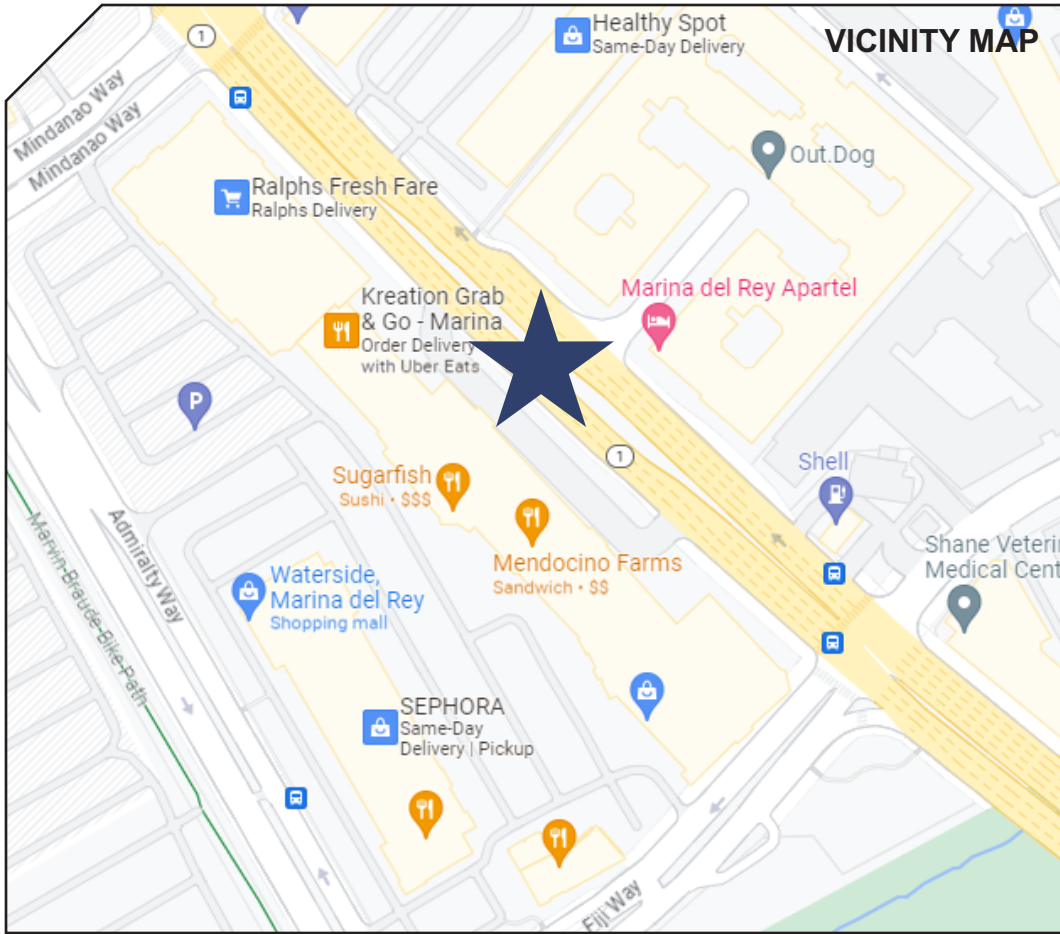 VICINITY MAP
Healthy Spot
Same-Day Delivery
1
Mindanao Way
Mindanao Way
Out.Dog
Ralphs Fresh Fare
Ralphs Delivery
Marina del Rey Apartel
Kreation Grab
& Go - Marina
Order Delivery
with Uber Eats
P
1
Shell
Sugarfish
Sushi • $$$
Mendocino Farms
Sandwich • $$
Shane Veteri
Medical Cent
Admiralty Way
Marvin Braude Bike Path
Waterside,
Marina del Rey
Shopping mall
SEPHORA
Same-Day
Delivery | Pickup
Fiji Way